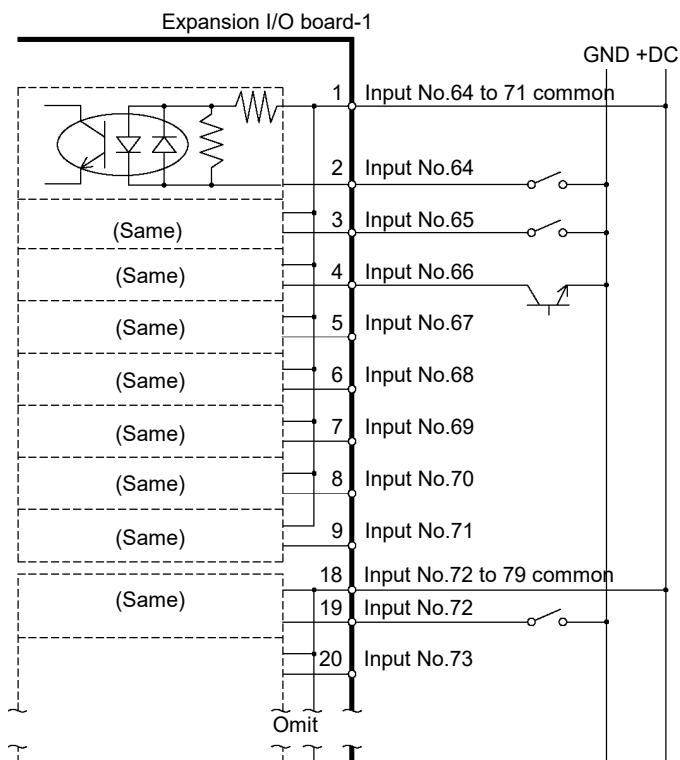 Expansion I/O board-1
GND +DC
1 Input No.64 to 71 common
2 Input No.64
(Same) 3 Input No.65
(Same) 4 Input No.66
(Same) 5 Input No.67
(Same) 6 Input No.68
(Same) 7 Input No.69
(Same) 8 Input No.70
(Same) 9 Input No.71
18 Input No.72 to 79 common
(Same) 19 Input No.72
20 Input No.73
Omit